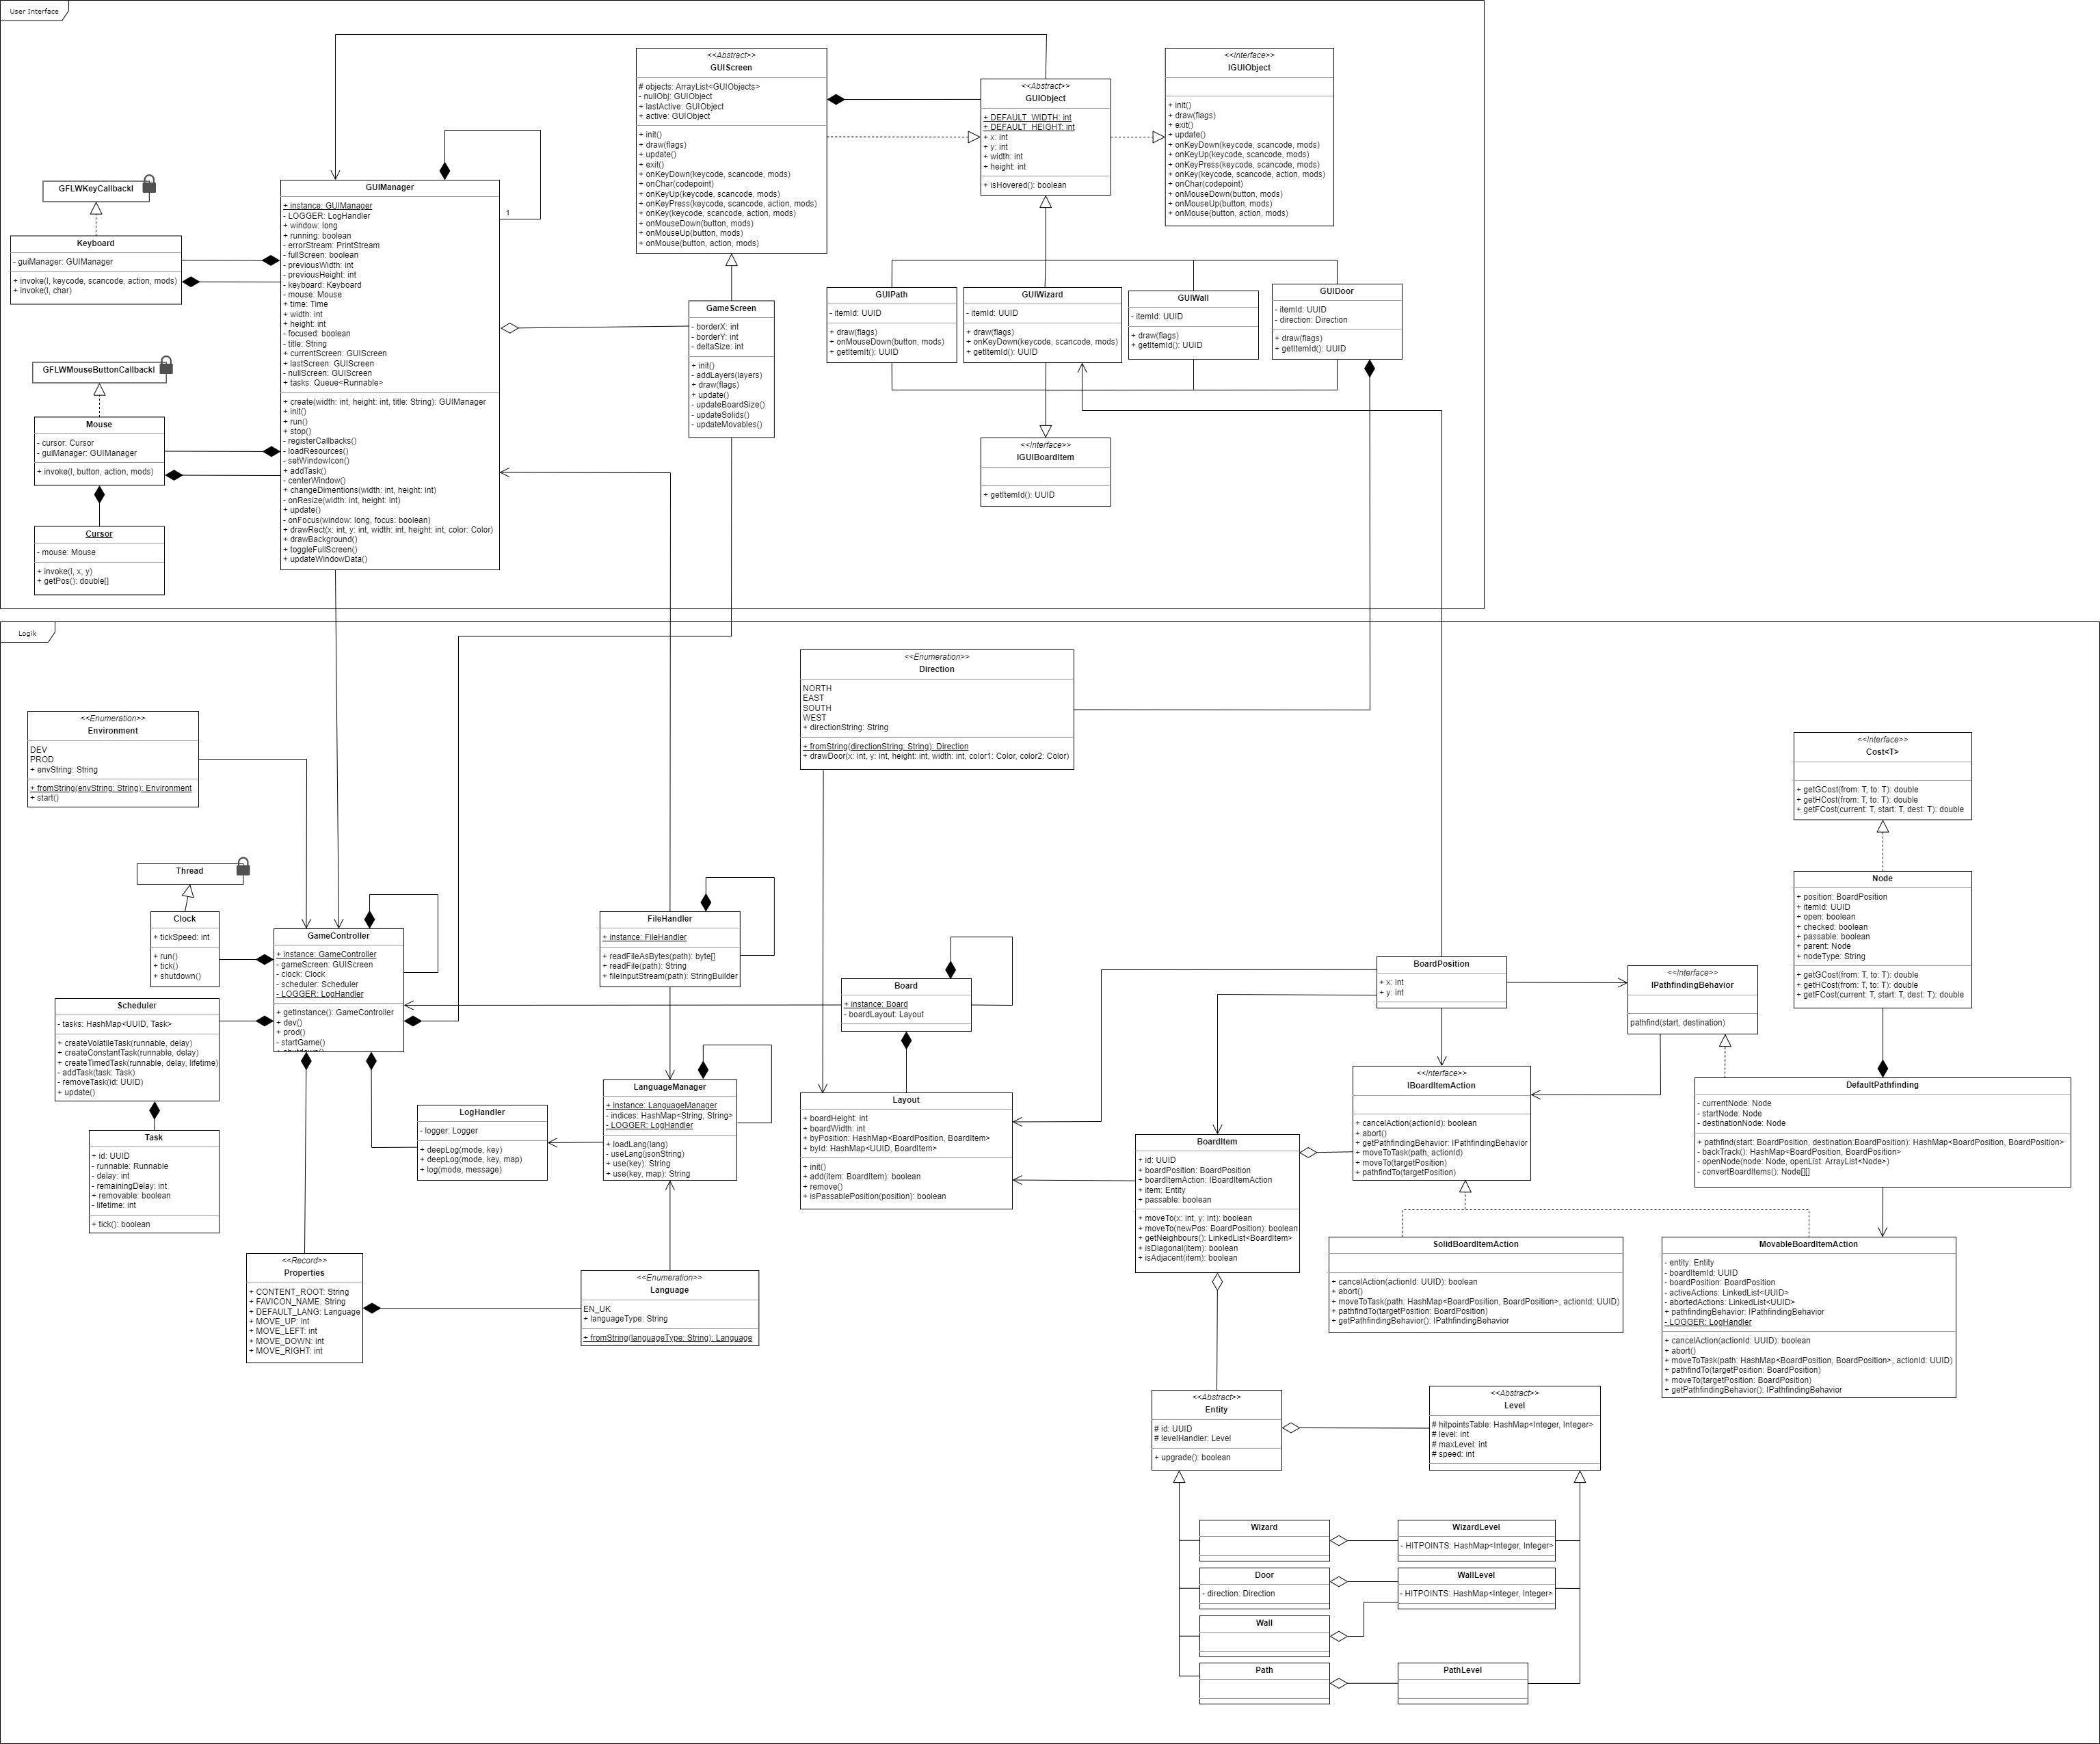 User Interface
<<Abstract>>
GUIScreen
# objects: ArrayList<GUIObjects>
- nullObj: GUIObject
+ lastActive: GUIObject
+ active: GUIObject
+ init()
+ draw(flags)
+ update()
+ exit()
+ onKeyDown(keycode, scancode, mods)
+ onChar(codepoint)
+ onKeyUp(keycode, scancode, mods)
+ onKeyPress(keycode, scancode, action, mods)
+ onKey(keycode, scancode, action, mods)
+ onMouseDown(button, mods)
+ onMouseUp(button, mods)
+ onMouse(button, action, mods)
<<Abstract>>
GUIObject
+ DEFAULT_WIDTH: int
+ DEFAULT_HEIGHT: int
+ x: int
+ y: int
+ width: int
+ height: int
+ isHovered(): boolean
<<Interface>>
IGUIObject
+ init()
+ draw(flags)
+ exit()
+ update()
+ onKeyDown(keycode, scancode, mods)
+ onKeyUp(keycode, scancode, mods)
+ onKeyPress(keycode, scancode, mods)
+ onKey(keycode, scancode, action, mods)
+ onChar(codepoint)
+ onMouseDown(button, mods)
+ onMouseUp(button, mods)
+ onMouse(button, action, mods)
GFLWKeyCallbackI
Keyboard
- guiManager: GUIManager
+ invoke(l, keycode, scancode, action, mods)
+ invoke(l, char)
GFLWMouseButtonCallbackI
Mouse
- cursor: Cursor
- guiManager: GUIManager
+ invoke(l, button, action, mods)
Cursor
- mouse: Mouse
+ invoke(l, x, y)
+ getPos(): double[]
GUIManager
+ instance: GUIManager
- LOGGER: LogHandler
+ window: long
+ running: boolean
- errorStream: PrintStream
- fullScreen: boolean
- previousWidth: int
- previousHeight: int
- keyboard: Keyboard
- mouse: Mouse
+ time: Time
+ width: int
+ height: int
- focused: boolean
- title: String
+ currentScreen: GUIScreen
+ lastScreen: GUIScreen
- nullScreen: GUIScreen
+ tasks: Queue<Runnable>
+ create(width: int, height: int, title: String): GUIManager
+ init()
+ run()
+ stop()
- registerCallbacks()
- loadResources()
- setWindowIcon()
+ addTask()
- centerWindow()
+ changeDimentions(width: int, height: int)
- onResize(width: int, height: int)
+ update()
- onFocus(window: long, focus: boolean)
+ drawRect(x: int, y: int, width: int, height: int, color: Color)
+ drawBackground()
+ toggleFullScreen()
+ updateWindowData()
1
GameScreen
- borderX: int
- borderY: int
- deltaSize: int
+ init()
- addLayers(layers)
+ draw(flags)
+ update()
- updateBoardSize()
- updateSolids()
- updateMovables()
GUIPath
- itemId: UUID
+ draw(flags)
+ onMouseDown(button, mods)
+ getItemIt(): UUID
GUIWizard
- itemId: UUID
+ draw(flags)
+ onKeyDown(keycode, scancode, mods)
+ getItemId(): UUID
GUIWall
- itemId: UUID
+ draw(flags)
+ getItemId(): UUID
GUIDoor
- itemId: UUID
- direction: Direction
+ draw(flags)
+ getItemId(): UUID
<<Interface>>
IGUIBoardItem
+ getItemId(): UUID
Logik
<<Enumeration>>
Environment
DEV
PROD
+ envString: String
+ fromString(envString: String): Environment
+ start()
<<Enumeration>>
Direction
NORTH
EAST
SOUTH
WEST
+ directionString: String
+ fromString(directionString: String): Direction
+ drawDoor(x: int, y: int, height: int, width: int, color1: Color, color2: Color)
<<Interface>>
Cost<T>
+ getGCost(from: T, to: T): double
+ getHCost(from: T, to: T): double
+ getFCost(current: T, start: T, dest: T): double
Thread
Clock
+ tickSpeed: int
+ run()
+ tick()
+ shutdown()
Scheduler
- tasks: HashMap<UUID, Task>
+ createVolatileTask(runnable, delay)
+ createConstantTask(runnable, delay)
+ createTimedTask(runnable, delay, lifetime)
- addTask(task: Task)
- removeTask(id: UUID)
+ update()
Task
+ id: UUID
- runnable: Runnable
- delay: int
- remainingDelay: int
+ removable: boolean
- lifetime: int
+ tick(): boolean
GameController
+ instance: GameController
- gameScreen: GUIScreen
- clock: Clock
- scheduler: Scheduler
- LOGGER: LogHandler
+ getInstance(): GameController
+ dev()
+ prod()
- startGame()
FileHandler
+ instance: FileHandler
+ readFileAsBytes(path): byte[]
+ readFile(path): String
+ fileInputStream(path): StringBuilder
LogHandler
- logger: Logger
+ deepLog(mode, key)
+ deepLog(mode, key, map)
+ log(mode, message)
LanguageManager
+ instance: LanguageManager
- indices: HashMap<String, String>
- LOGGER: LogHandler
+ loadLang(lang)
- useLang(jsonString)
+ use(key): String
+ use(key, map): String
<<Record>>
Properties
+ CONTENT_ROOT: String
+ FAVICON_NAME: String
+ DEFAULT_LANG: Language
+ MOVE_UP: int
+ MOVE_LEFT: int
+ MOVE_DOWN: int
+ MOVE_RIGHT: int
<<Enumeration>>
Language
EN_UK
+ languageType: String
+ fromString(languageType: String): Language
Board
+ instance: Board
- boardLayout: Layout
Layout
+ boardHeight: int
+ boardWidth: int
+ byPosition: HashMap<BoardPosition, BoardItem>
+ byId: HashMap<UUID, BoardItem>
+ init()
+ add(item: BoardItem): boolean
+ remove()
+ isPassablePosition(position): boolean
BoardPosition
+ x: int
+ y: int
<<Interface>>
IPathfindingBehavior
pathfind(start, destination)
Node
+ position: BoardPosition
+ itemId: UUID
+ open: boolean
+ checked: boolean
+ passable: boolean
+ parent: Node
+ nodeType: String
+ getGCost(from: T, to: T): double
+ getHCost(from: T, to: T): double
+ getFCost(current: T, start: T, dest: T): double
<<Interface>>
IBoardItemAction
+ cancelAction(actionId): boolean
+ abort()
+ getPathfindingBehavior: IPathfindingBehavior
+ moveToTask(path, actionId)
+ moveTo(targetPosition)
+ pathfindTo(targetPosition)
DefaultPathfinding
- currentNode: Node
- startNode: Node
- destinationNode: Node
+ pathfind(start: BoardPosition, destination:BoardPosition): HashMap<BoardPosition, BoardPosition>
- backTrack(): HashMap<BoardPosition, BoardPosition>
- openNode(node: Node, openList: ArrayList<Node>)
- convertBoardItems(): Node[][]
BoardItem
+ id: UUID
+ boardPosition: BoardPosition
+ boardItemAction: IBoardItemAction
+ item: Entity
+ passable: boolean
+ moveTo(x: int, y: int): boolean
+ moveTo(newPos: BoardPosition): boolean
+ getNeighbours(): LinkedList<BoardItem>
+ isDiagonal(item): boolean
+ isAdjacent(item): boolean
SolidBoardItemAction
+ cancelAction(actionId: UUID): boolean
+ abort()
+ moveToTask(path: HashMap<BoardPosition, BoardPosition>, actionId: UUID)
+ pathfindTo(targetPosition: BoardPosition)
+ getPathfindingBehavior(): IPathfindingBehavior
MovableBoardItemAction
- entity: Entity
- boardItemId: UUID
- boardPosition: BoardPosition
- activeActions: LinkedList<UUID>
- abortedActions: LinkedList<UUID>
+ pathfindingBehavior: IPathfindingBehavior
- LOGGER: LogHandler
+ cancelAction(actionId: UUID): boolean
+ abort()
+ moveToTask(path: HashMap<BoardPosition, BoardPosition>, actionId: UUID)
+ pathfindTo(targetPosition: BoardPosition)
+ moveTo(targetPosition: BoardPosition)
+ getPathfindingBehavior(): IPathfindingBehavior
<<Abstract>>
Entity
# id: UUID
# levelHandler: Level
+ upgrade(): boolean
<<Abstract>>
Level
# hitpointsTable: HashMap<Integer, Integer>
# level: int
# maxLevel: int
# speed: int
Wizard
WizardLevel
- HITPOINTS: HashMap<Integer, Integer>
Door
- direction: Direction
WallLevel
- HITPOINTS: HashMap<Integer, Integer>
Wall
Path
PathLevel